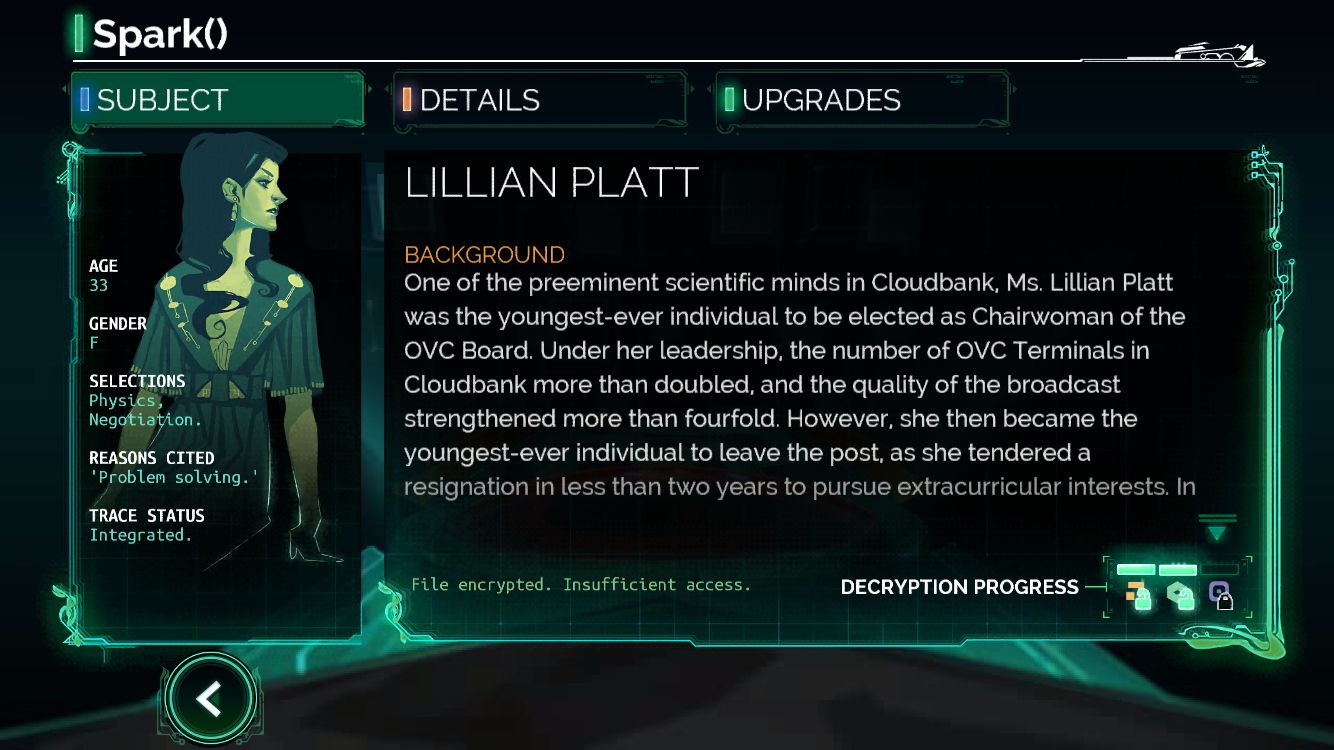 Spark()
SUBJECT
DETAILS
UPGRADES
AGE
33
GENDER
F
SELECTIONS
Physics,
Negotiation.
REASONS CITED
'Problem solving.'
TRACE STATUS
Integrated.
LILLIAN PLATT
BACKGROUND
One of the preeminent scientific minds in Cloudbank, Ms. Lillian Platt
was the youngest-ever individual to be elected as Chairwoman of the
OVC Board. Under her leadership, the number of OVC Terminals in
Cloudbank more than doubled, and the quality of the broadcast
strengthened more than fourfold. However, she then became the
youngest-ever individual to leave the post, as she tendered a
resignation in less than two years to pursue extracurricular interests. In
File encrypted. Insufficient access.
DECRYPTION PROGRESS